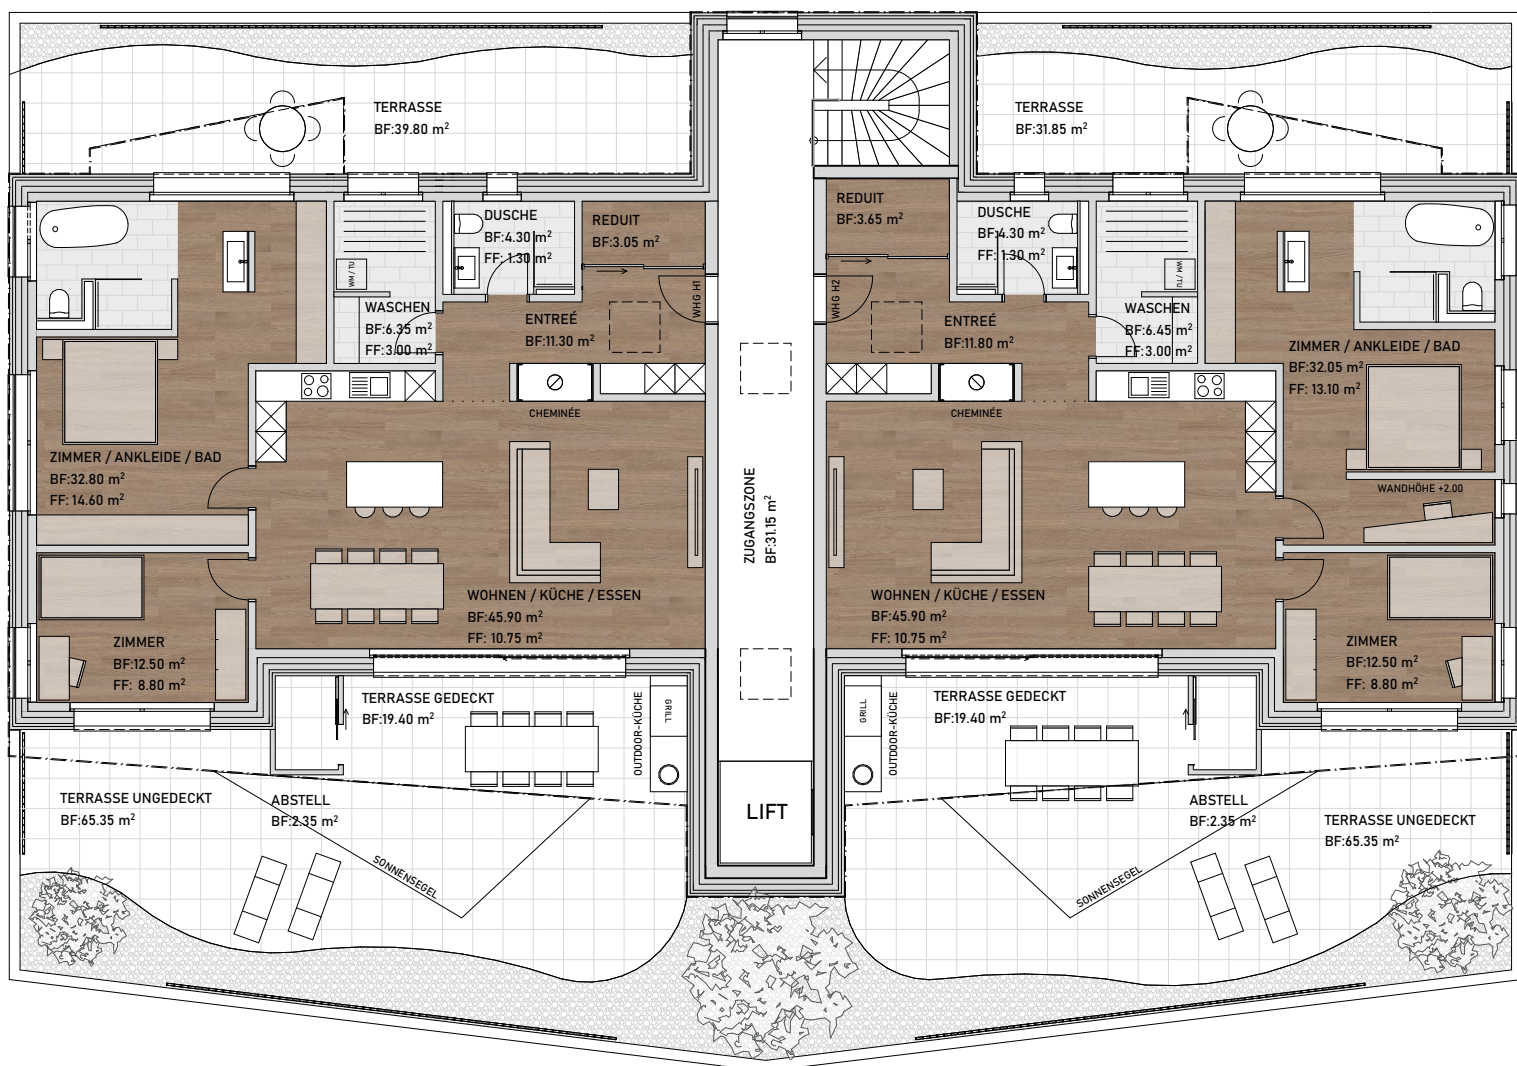 TERRASSE
BF:39.80 m²
TERRASSE
BF:31.85 m²
DUSCHE
BF:4.30 m²
FF: 1.30 m²
REDUIT
BF:3.05 m²
REDUIT
BF:3.65 m²
DUSCHE
BF:4.30 m²
FF: 1.30 m²
WM / TU
WASCHEN
BF:6.35 m²
FF:3.00 m²
ENTREÉ
BF:11.30 m²
WHG H1
WHG H2
ENTREÉ
BF:11.80 m²
WM / TU
WASCHEN
BF:6.45 m²
FF:3.00 m²
ZIMMER / ANKLEIDE / BAD
BF:32.05 m²
FF: 13.10 m²
CHEMINÉE
CHEMINÉE
ZIMMER / ANKLEIDE / BAD
BF:32.80 m²
FF: 14.60 m²
ZUGANGSZONE
BF:31.15 m²
WANDHÖHE +2.00
WOHNEN / KÜCHE / ESSEN
BF:45.90 m²
FF: 10.75 m²
WOHNEN / KÜCHE / ESSEN
BF:45.90 m²
FF: 10.75 m²
ZIMMER
BF:12.50 m²
FF: 8.80 m²
ZIMMER
BF:12.50 m²
FF: 8.80 m²
TERRASSE GEDECKT
BF:19.40 m²
OUTDOOR-KÜCHE
GRILL
GRILL
OUTDOOR-KÜCHE
TERRASSE GEDECKT
BF:19.40 m²
TERRASSE UNGEDECKT
BF:65.35 m²
ABSTELL
BF:2.35 m²
SONNENSEGEL
LIFT
ABSTELL
BF:2.35 m²
SONNENSEGEL
TERRASSE UNGEDECKT
BF:65.35 m²